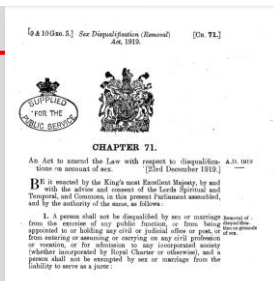 [9 & 10 GEO. 5.] Sex Disqualification (Removal) [CH. 71.]
Act, 1919.
SUPPLIED
FOR THE
PUBLIC SERVICE
CHAPTER 71.
An Act to amend the Law with respect to disqualifica- A.D. 1919
tions on account of sex. [23rd December 1919.]
BE it enacted by the King's most Excellent Majesty, by and
with the advice and consent of the Lords Spiritual and
Temporal, and Commons, in this present Parliament assembled,
and by the authority of the same, as follows:
1. A person shall not be disqualified by sex or marriage Removal of
from the exercise of any public function, or from being disqualifica-
appointed to or holding any civil or judicial office or post, or tion on grounds
from entering or assuming or carrying on any civil profession of sex.
or vocation, or for admission to any incorporated society
(whether incorporated by Royal Charter or otherwise), and a
person shall not be exempted by sex or marriage from the
liability to serve as a juror: